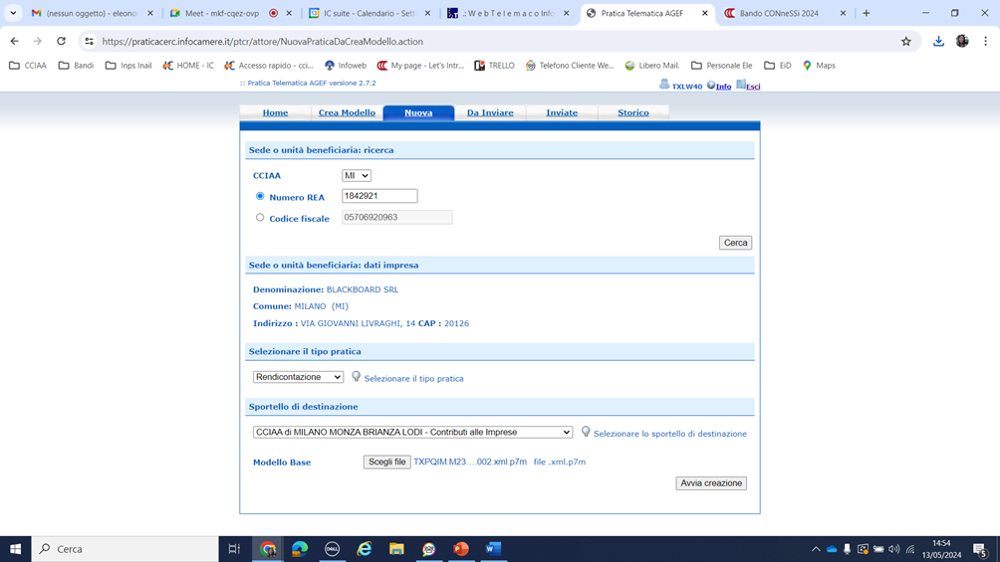 (nessun oggetto) - eleono
Meet - mkf-cqez-ovp
IC suite - Calendario - Sett
.: W e b T e l e m a c o Info
Pratica Telematica AGEF
Bando CONneSSi 2024
https://praticacerc.infocamere.it/ptcr/attore/NuovaPraticaDaCreaModello.action
CCIAA
Bandi
Inps Inail
HOME - IC
Accesso rapido - cci...
Infoweb
My page - Let's Intr...
TRELLO
Telefono Cliente We...
Libero Mail.
Personale Ele
EiD
Maps
:: Pratica Telematica AGEF versione 2.7.2
TXLW40 Info Esci
Home Crea Modello Nuova Da Inviare Inviate Storico
Sede o unità beneficiaria: ricerca
CCIAA MI
Numero REA 1842921
Codice fiscale 05706920963
Cerca
Sede o unità beneficiaria: dati impresa
Denominazione: BLACKBOARD SRL
Comune: MILANO (MI)
Indirizzo : VIA GIOVANNI LIVRAGHI, 14 CAP : 20126
Selezionare il tipo pratica
Rendicontazione Selezionare il tipo pratica
Sportello di destinazione
CCIAA di MILANO MONZA BRIANZA LODI - Contributi alle Imprese Selezionare lo sportello di destinazione
Modello Base Scegli file TXPQIM.M23....002.xml.p7m file .xml.p7m
Avvia creazione
Cerca
DELL
14:54
13/05/2024
5